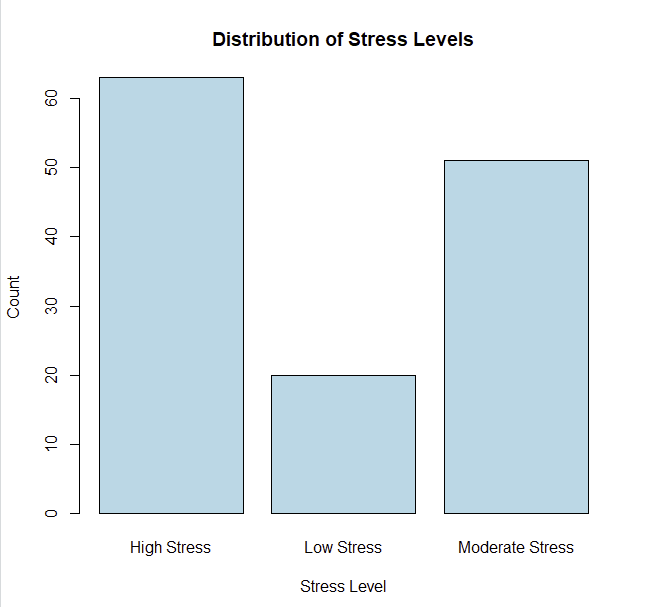 Distribution of Stress Levels
60
50
40
30
20
10
0
Count
High Stress
Low Stress
Moderate Stress
Stress Level